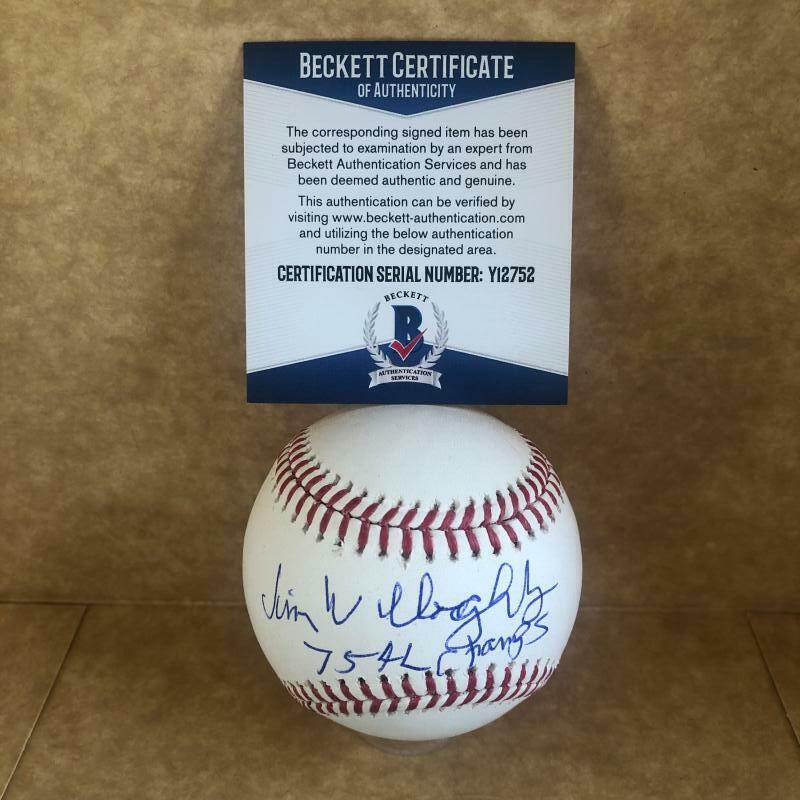 BECKETT CERTIFICATE
OF AUTHENTICITY
The corresponding signed item has been
subjected to examination by an expert from
Beckett Authentication Services and has
been deemed authentic and genuine.
This authentication can be verified by
visiting www.beckett-authentication.com
and utilizing the below authentication
number in the designated area.
CERTIFICATION SERIAL NUMBER: Y12752
BECKETT
B
AUTHENTICATION
SERVICES
Jim Willoughby
75 AL Champs